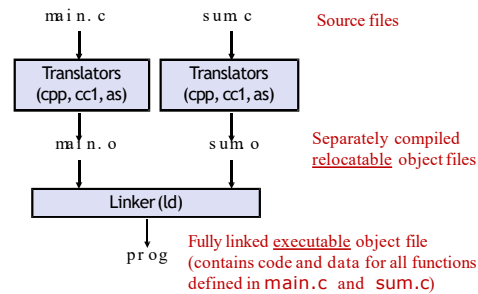 main.c
sum.c
Source files
Translators
(cpp, cc1, as)
Translators
(cpp, cc1, as)
main.o
sum.o
Separately compiled
relocatable object files
Linker (ld)
prog
Fully linked executable object file
(contains code and data for all functions
defined in main.c and sum.c)